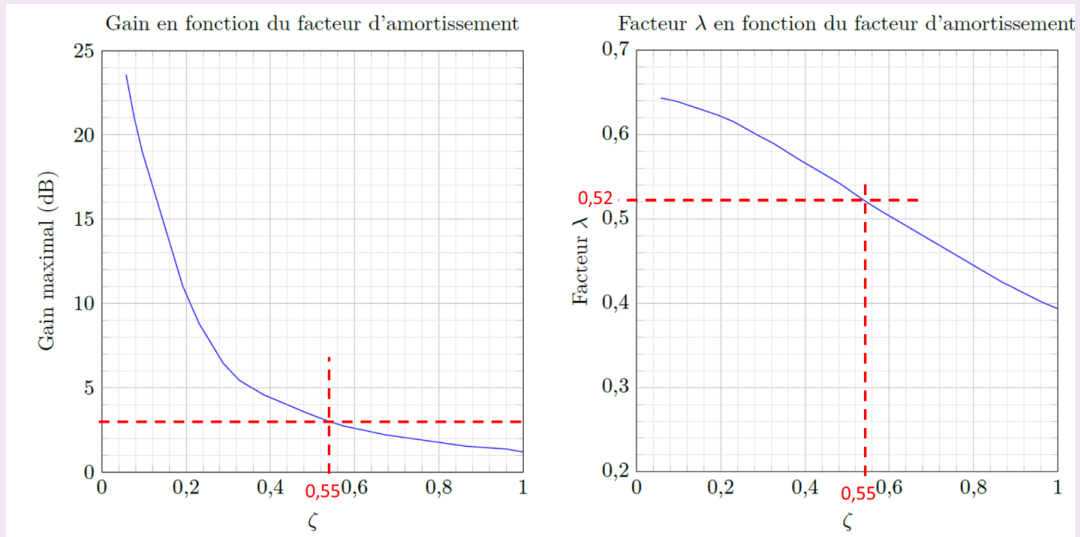 Gain en fonction du facteur d'amortissement
25
20
15
10
5
0
Gain maximal (dB)
0 0,2 0,4 0,55 0,6 0,8 1
ζ
Facteur λ en fonction du facteur d'amortissement
0,7
0,6
0,52
0,5
0,4
0,3
0,2
Facteur λ
0 0,2 0,4 0,55 0,6 0,8 1
ζ